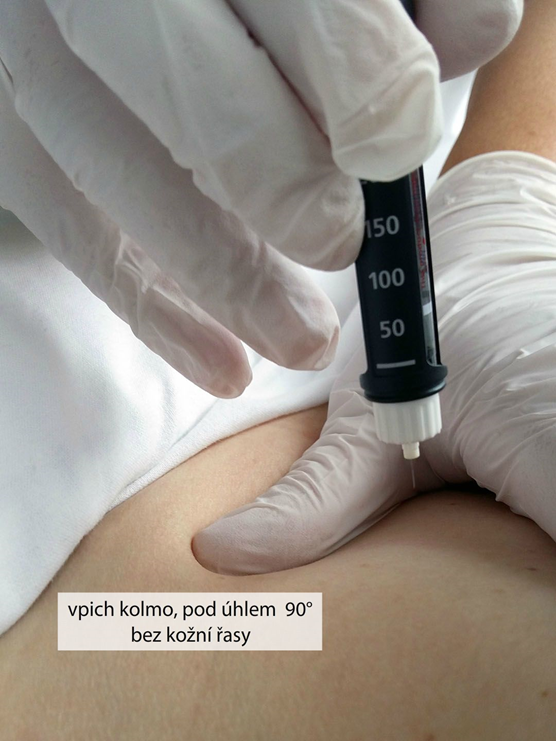 150
100
50
vpich kolmo, pod úhlem 90°
bez kožní řasy